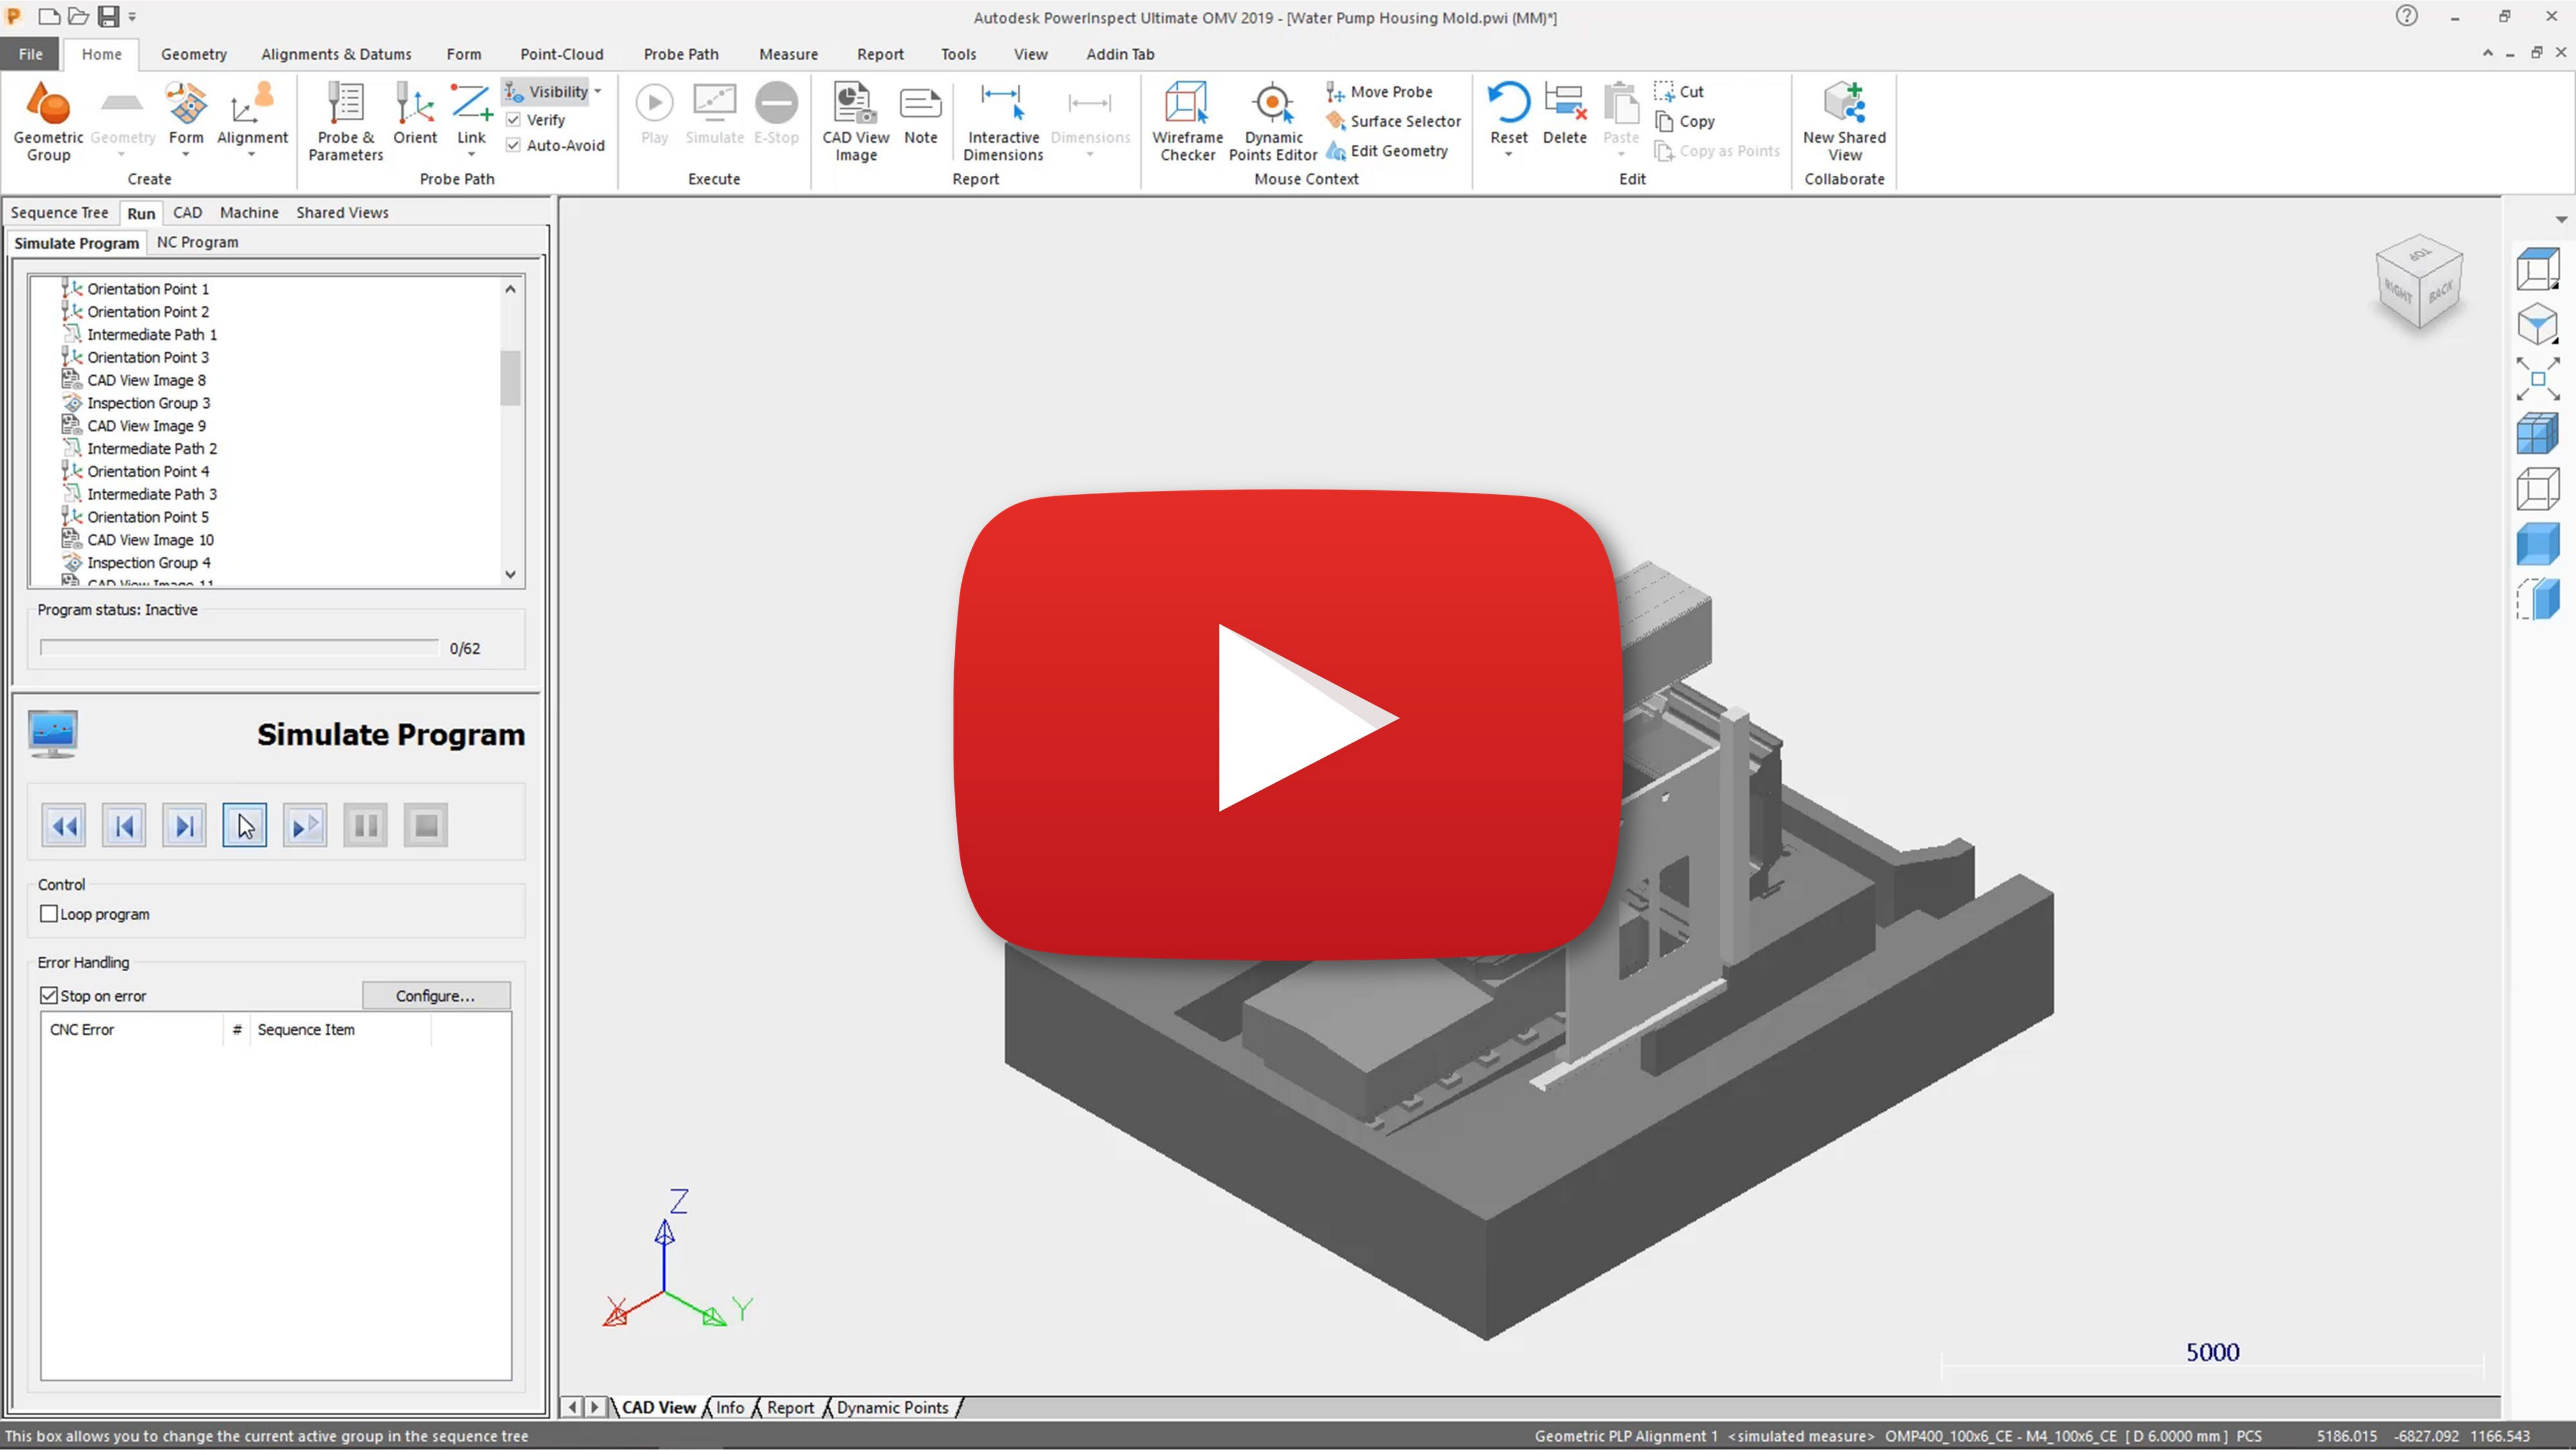 Autodesk PowerInspect Ultimate OMV 2019 - [Water Pump Housing Mold.pwi (MM)*]
File Home Geometry Alignments & Datums Form Point-Cloud Probe Path Measure Report Tools View Addin Tab
Geometric Group Geometry Form Alignment
Create
Probe & Parameters Orient Link
Visibility
Verify
Auto-Avoid
Probe Path
Play Simulate E-Stop
Execute
CAD View Image Note Interactive Dimensions Dimensions
Report
Wireframe Checker Dynamic Points Editor
Move Probe
Surface Selector
Edit Geometry
Mouse Context
Reset Delete Paste
Cut
Copy
Copy as Points
Edit
New Shared View
Collaborate
Sequence Tree Run CAD Machine Shared Views
Simulate Program NC Program
Orientation Point 1
Orientation Point 2
Intermediate Path 1
Orientation Point 3
CAD View Image 8
Inspection Group 3
CAD View Image 9
Intermediate Path 2
Orientation Point 4
Intermediate Path 3
Orientation Point 5
CAD View Image 10
Inspection Group 4
CAD View Image 11
Program status: Inactive
0/62
Simulate Program
Control
Loop program
Error Handling
Stop on error Configure...
CNC Error # Sequence Item
TOP
RIGHT BACK
Z
X Y
5000
CAD View Info Report Dynamic Points
This box allows you to change the current active group in the sequence tree
Geometric PLP Alignment 1 <simulated measure> OMP400_100x6_CE - M4_100x6_CE [ D 6.0000 mm ] PCS 5186.015 -6827.092 1166.543